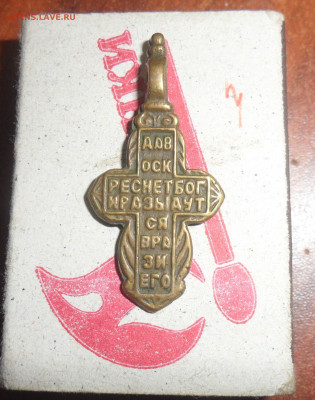 ДАВ
ОСК
РЕСНЕТБОГ
ИРАЗЫДУТ
СЯ
ВРА
ЗИ
ЕГО